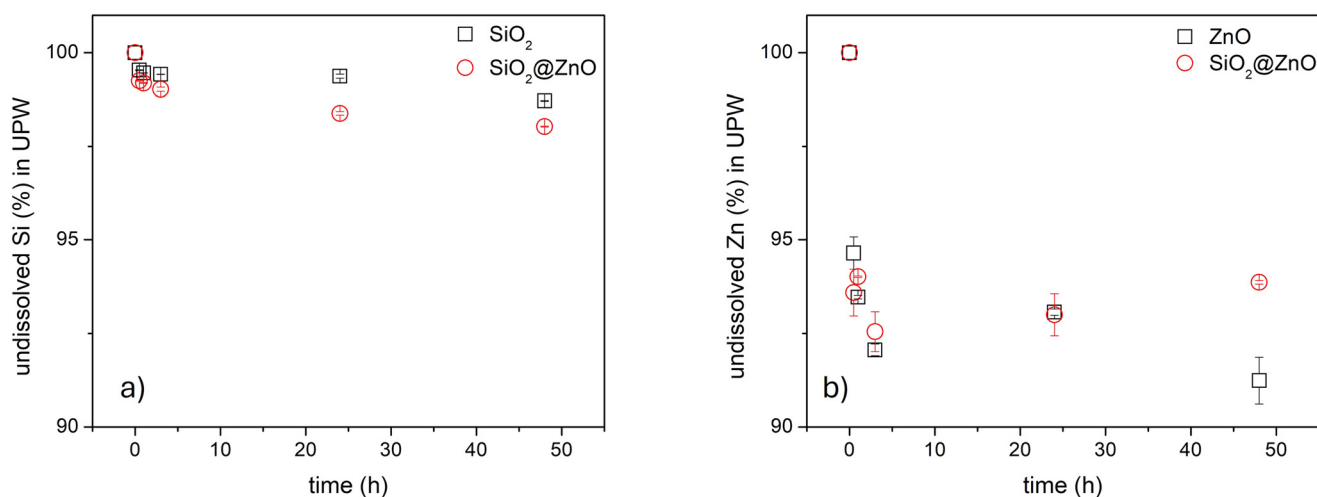 100
95
90
undissolved Si (%) in UPW
SiO₂
SiO₂@ZnO
a)
0 10 20 30 40 50
time (h)
100
95
90
undissolved Zn (%) in UPW
ZnO
SiO₂@ZnO
b)
0 10 20 30 40 50
time (h)